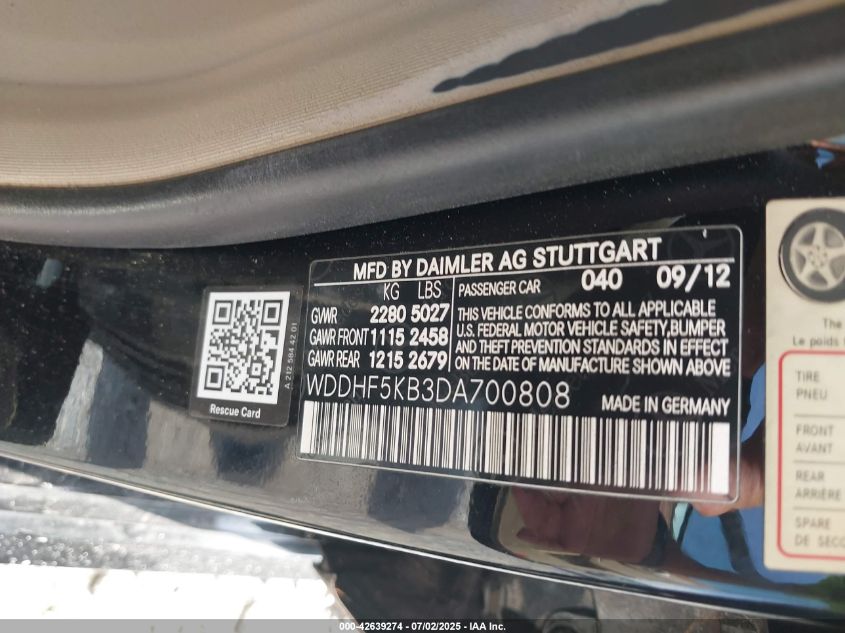 MFD BY DAIMLER AG STUTTGART
KG LBS
GVWR 2280 5027
GAWR FRONT 1115 2458
GAWR REAR 1215 2679
PASSENGER CAR 040 09/12
THIS VEHICLE CONFORMS TO ALL APPLICABLE
U.S. FEDERAL MOTOR VEHICLE SAFETY,BUMPER
AND THEFT PREVENTION STANDARDS IN EFFECT
ON THE DATE OF MANUFACTURE SHOWN ABOVE
WDDHF5KB3DA700808
MADE IN GERMANY
A 212 584 42 01
Rescue Card
The
Le poids
TIRE
PNEU
FRONT
AVANT
REAR
ARRIÈRE
SPARE
DE
000-42639274 - 07/02/2025 - IAA Inc.